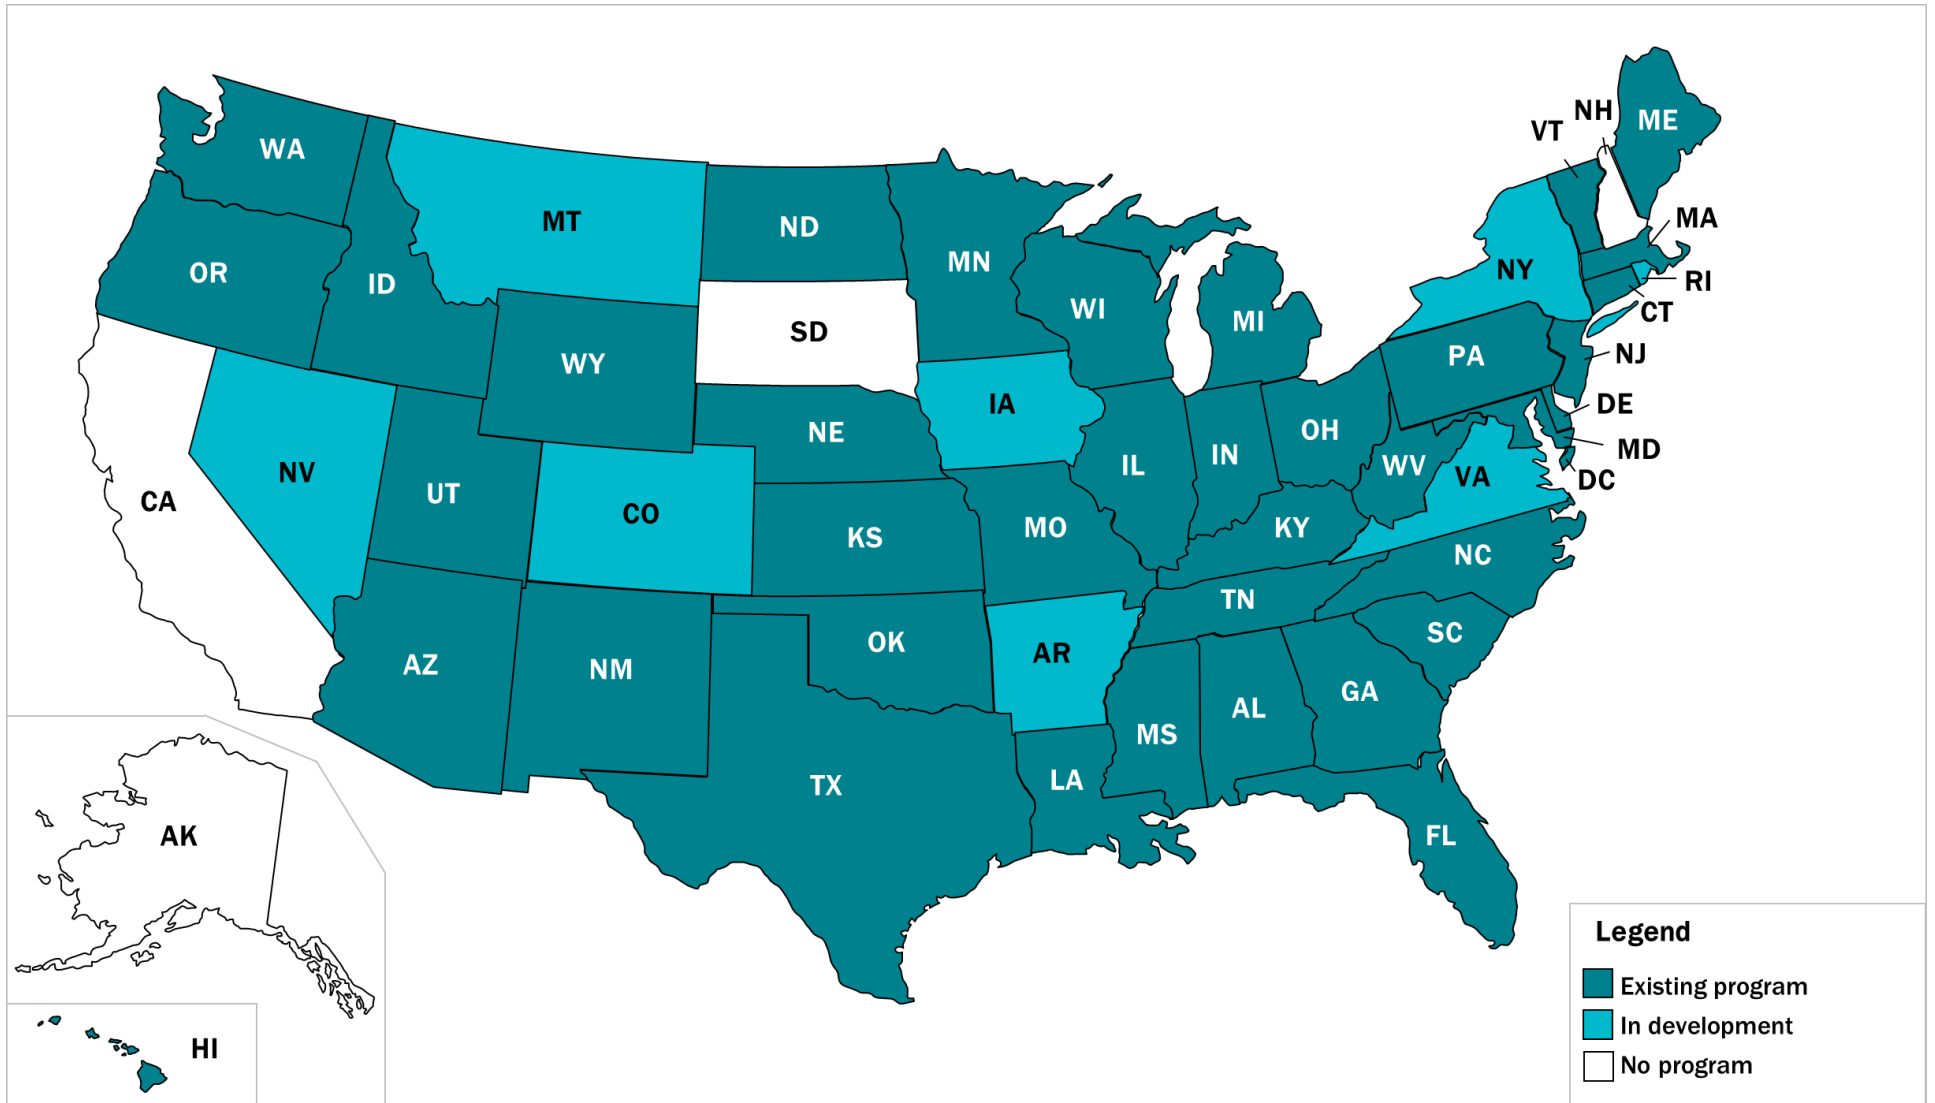 NH
ME
VT
WA
MA
MT
ND
MN
NY
OR
ID
RI
WI
CT
MI
SD
NJ
WY
PA
IA
DE
NE
OH
MD
IN
WV
IL
NV
VA
DC
UT
CA
CO
MO
KY
KS
NC
TN
SC
OK
AR
AZ
NM
GA
AL
MS
LA
TX
AK
FL
Legend
Existing program
In development
HI
No program